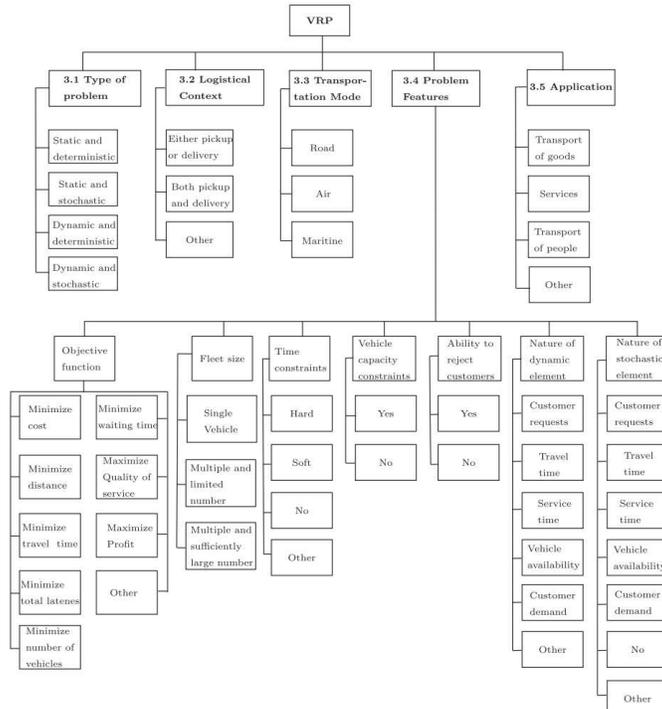 VRP
3.1 Type of
problem
3.2 Logistical
Context
3.3 Transpor-
tation Mode
3.4 Problem
Features
3.5 Application
Static and
deterministic
Static and
stochastic
Dynamic and
deterministic
Dynamic and
stochastic
Either pickup
or delivery
Both pickup
and delivery
Other
Road
Air
Maritine
Transport
of goods
Services
Transport
of people
Other
Objective
function
Minimize
cost
Minimize
distance
Minimize
travel time
Minimize
total latenes
Minimize
number of
vehicles
Minimize
waiting time
Maximize
Quality of
service
Maximize
Profit
Other
Fleet size
Single
Vehicle
Multiple and
limited
number
Multiple and
sufficiently
large number
Time
constraints
Hard
Soft
No
Other
Vehicle
capacity
constraints
Yes
No
Ability to
reject
customers
Yes
No
Nature of
dynamic
element
Customer
requests
Travel
time
Service
time
Vehicle
availability
Customer
demand
Other
Nature of
stochastic
element
Customer
requests
Travel
time
Service
time
Vehicle
availability
Customer
demand
No
Other